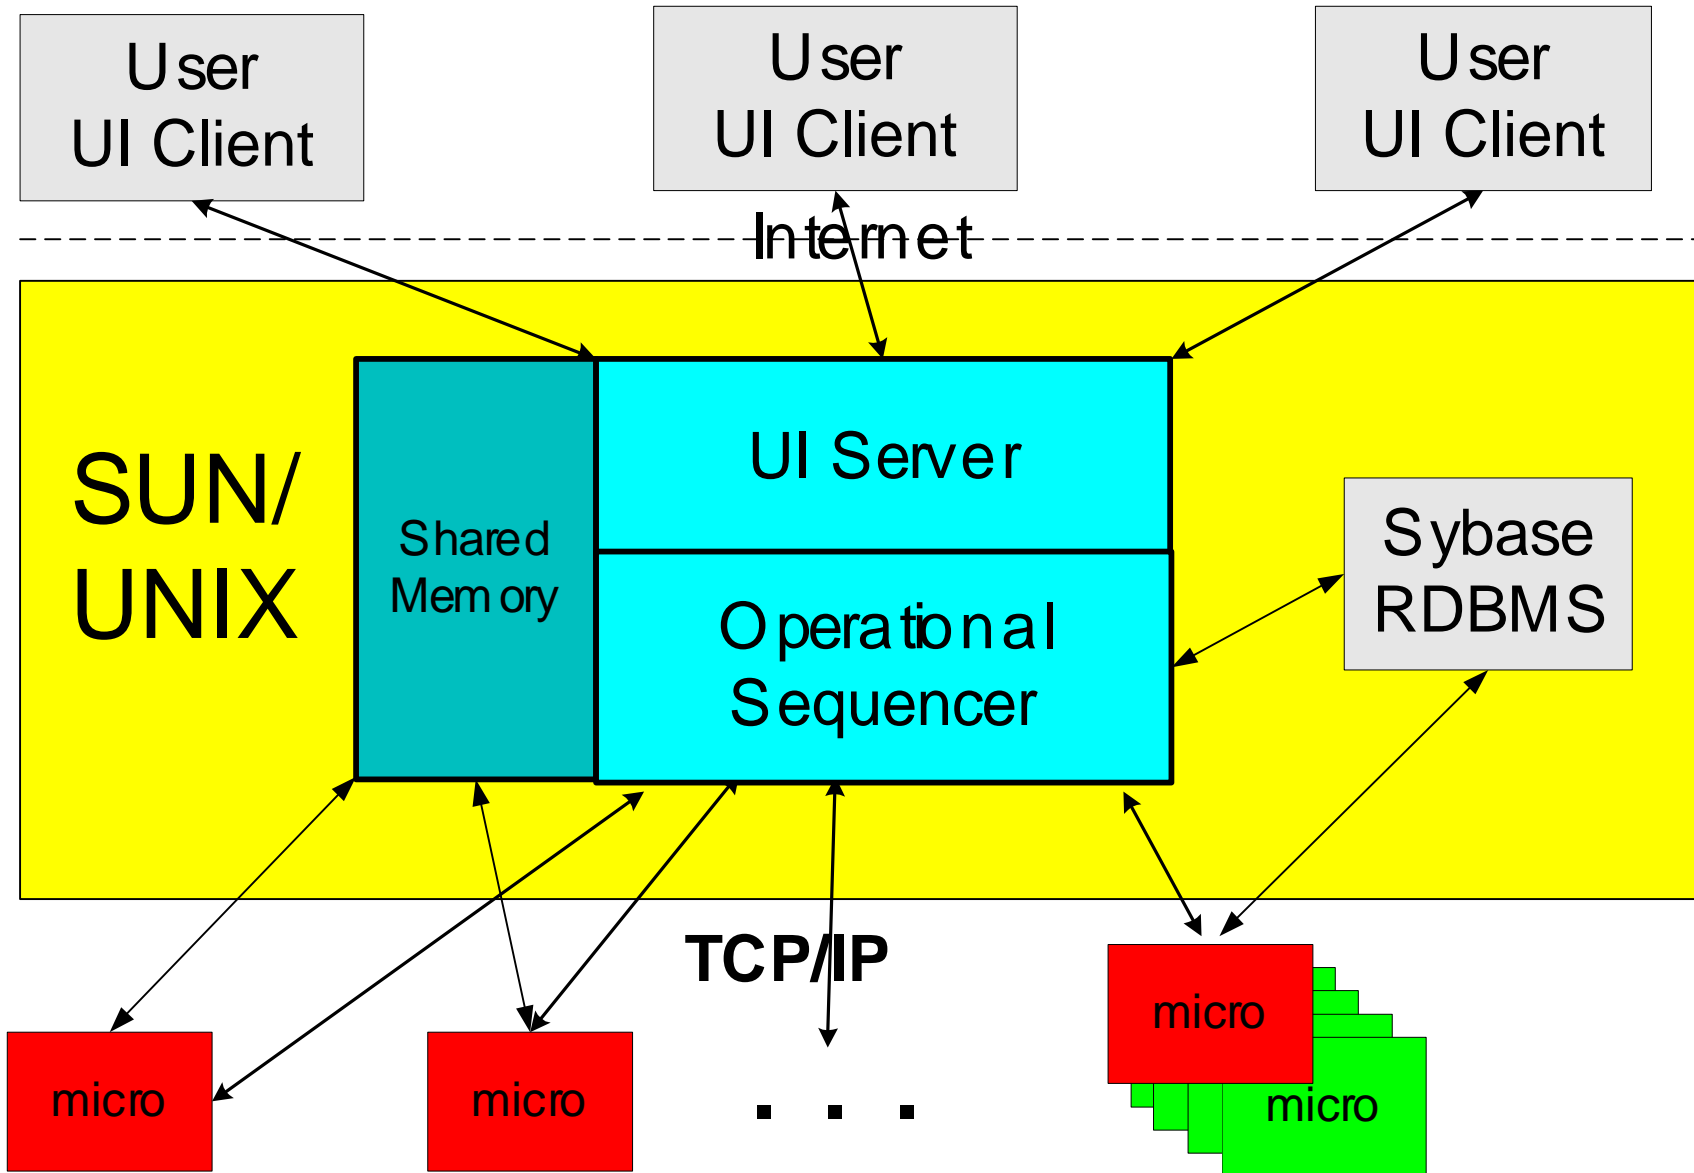 User
UI Client
User
UI Client
User
UI Client
Internet
SUN/
UNIX
Shared
Memory
UI Server
Operational
Sequencer
Sybase
RDBMS
TCP/IP
micro
micro
. . .
micro
micro